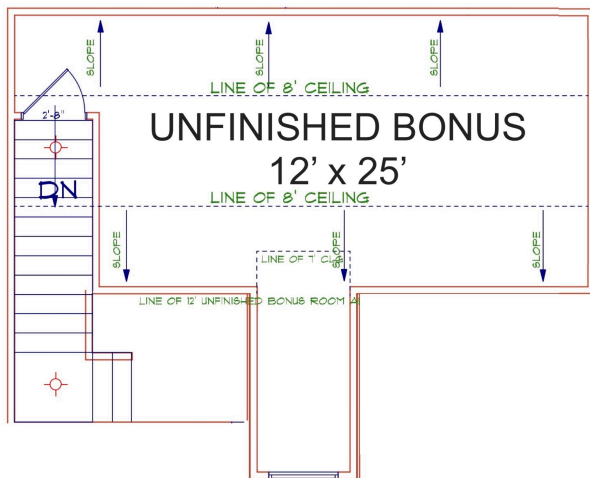 SLOPE
SLOPE
SLOPE
LINE OF 8' CEILING
2'-8"
UNFINISHED BONUS
12' x 25'
DN
LINE OF 8' CEILING
SLOPE
SLOPE
SLOPE
LINE OF 7' CLG
LINE OF 12' UNFINISHED BONUS ROOM A